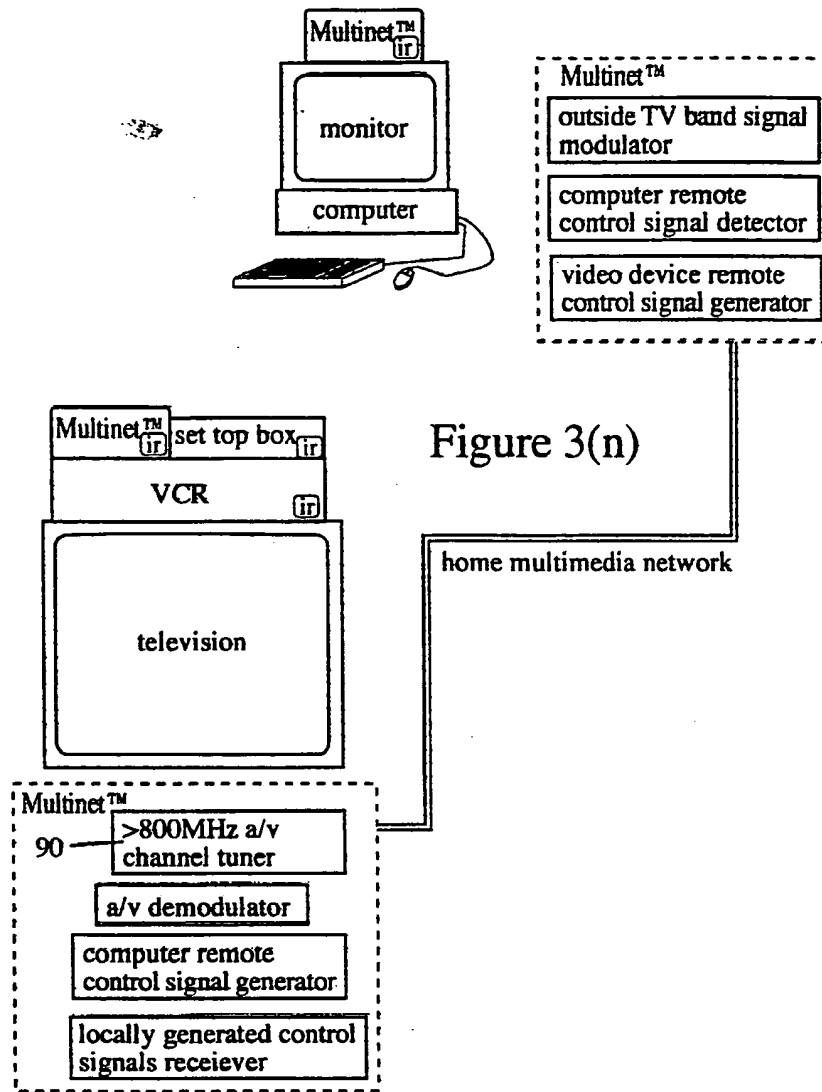 Multinet™
ir
monitor
computer
Multinet™
outside TV band signal
modulator
computer remote
control signal detector
video device remote
control signal generator
Multinet™
ir
set top box
ir
VCR
ir
Figure 3(n)
home multimedia network
television
Multinet™
90
>800MHz a/v
channel tuner
a/v demodulator
computer remote
control signal generator
locally generated control
signals receiever